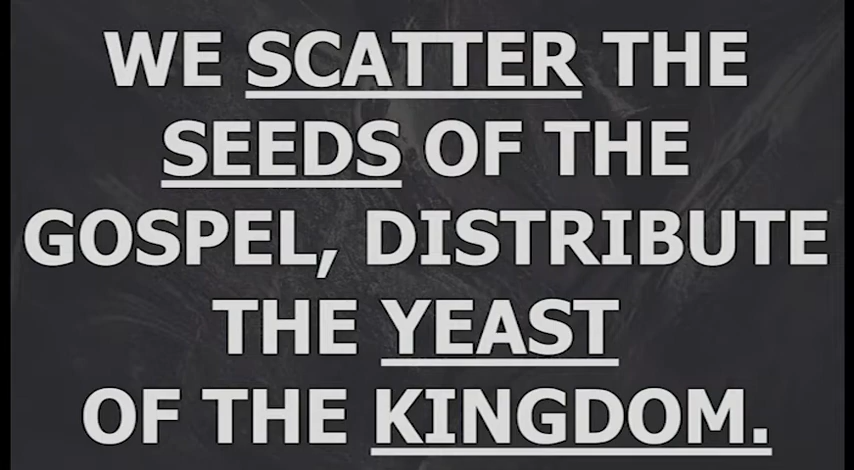 WE SCATTER THE
SEEDS OF THE
GOSPEL, DISTRIBUTE
THE YEAST
OF THE KINGDOM.